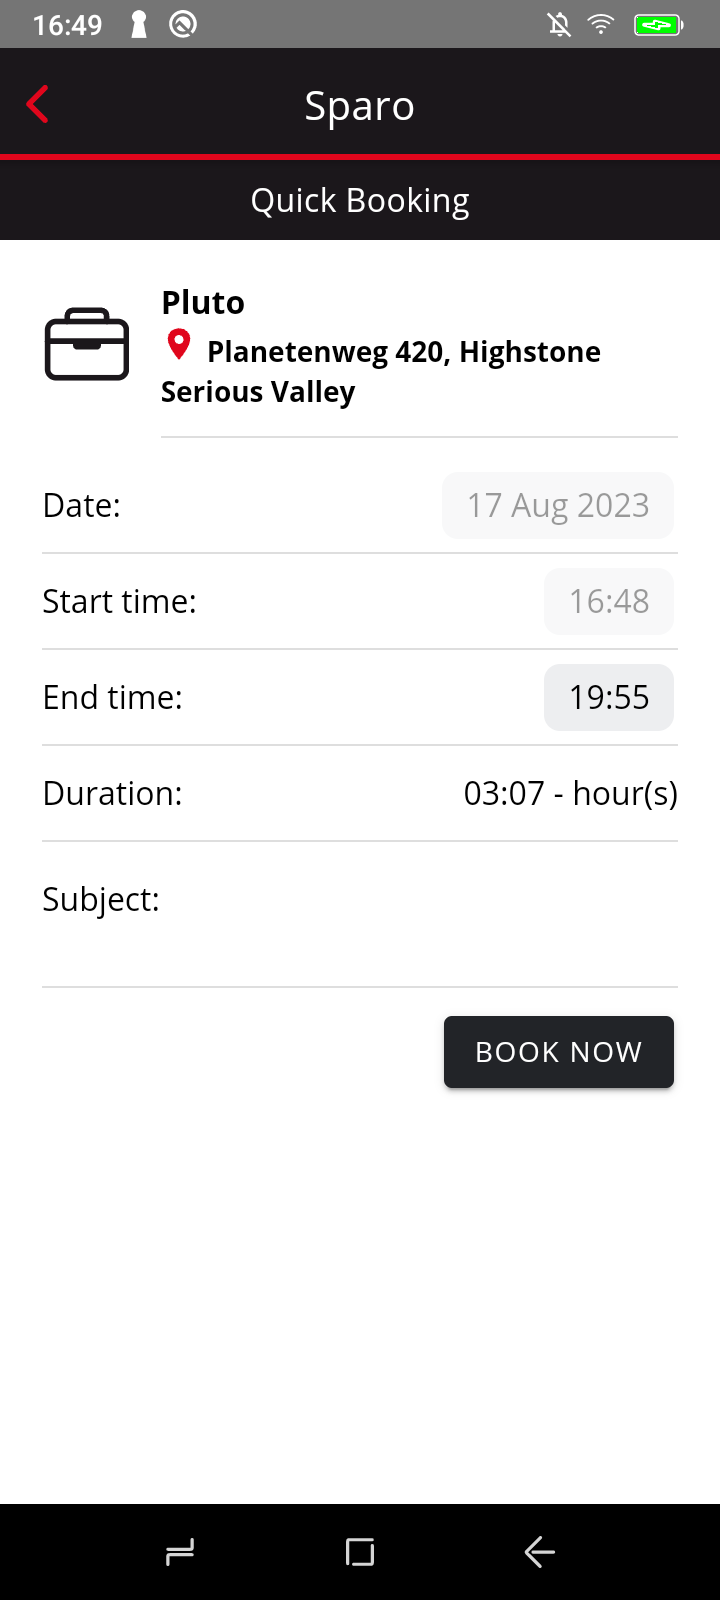 16:49
Sparo
Quick Booking
Pluto
Planetenweg 420, Highstone
Serious Valley
Date: 17 Aug 2023
Start time: 16:48
End time: 19:55
Duration: 03:07 - hour(s)
Subject:
BOOK NOW